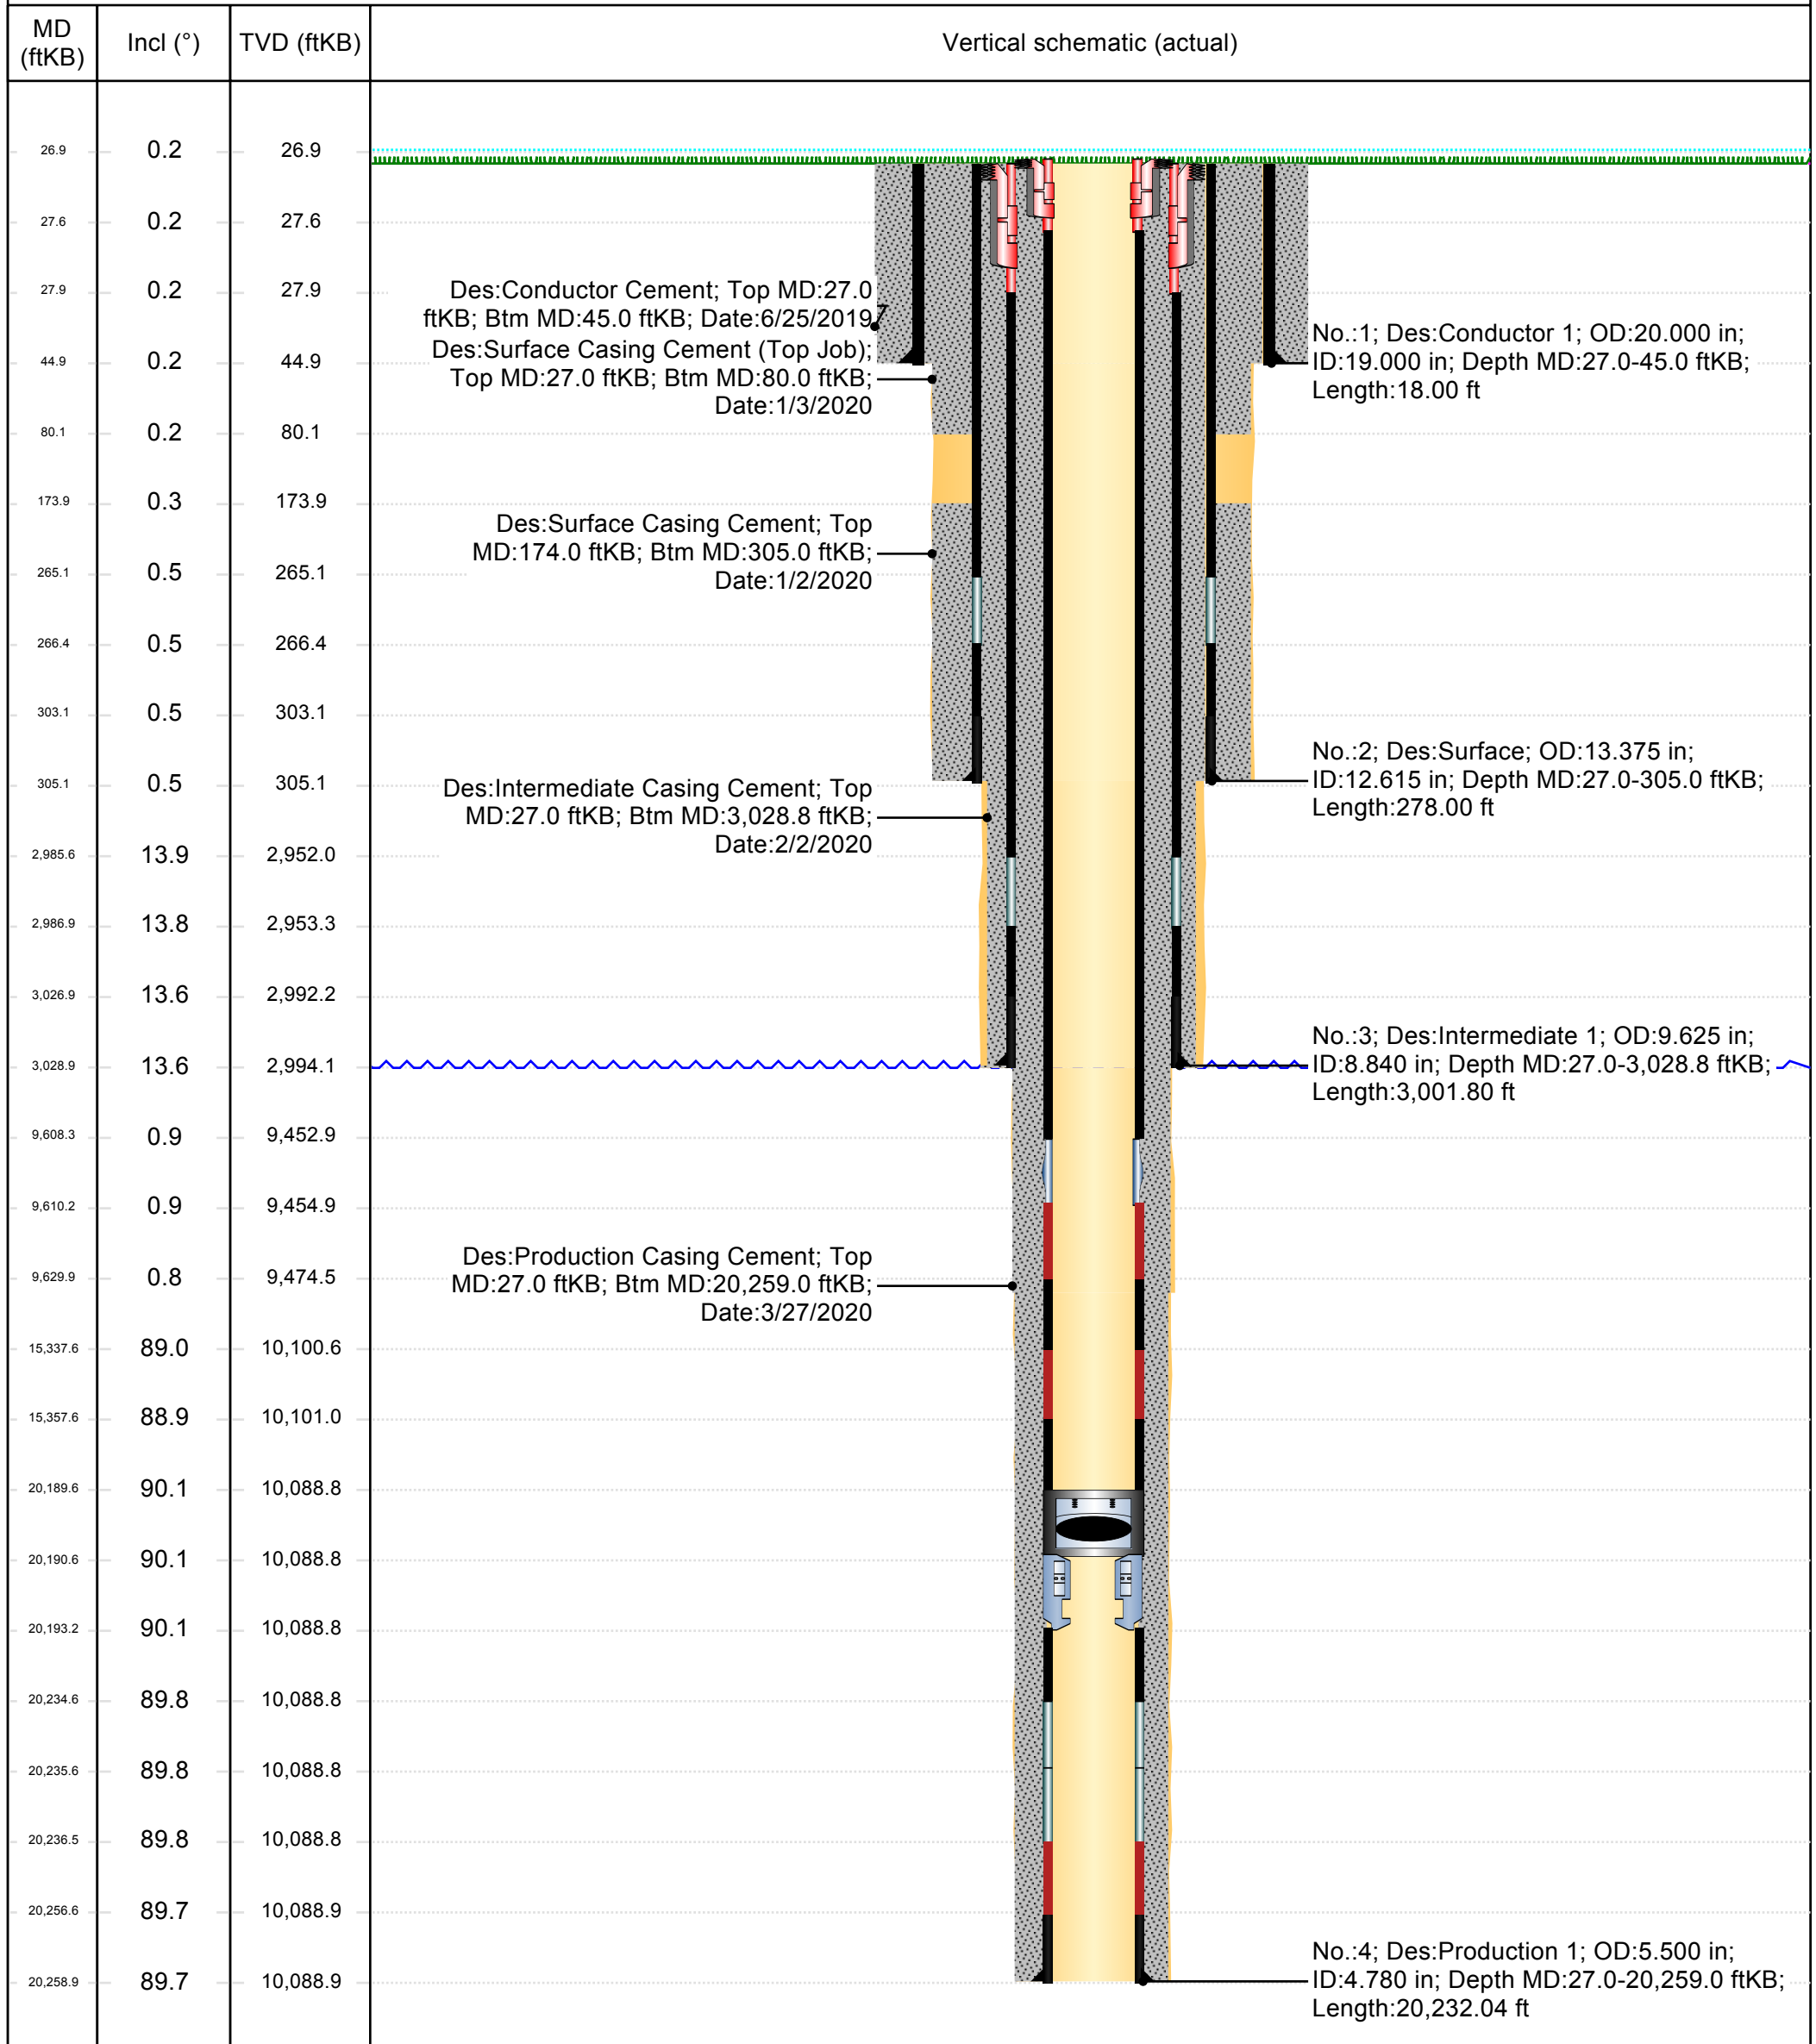 MD (ftKB) Incl (°) TVD (ftKB) Vertical schematic (actual)
26.9 0.2 26.9
27.6 0.2 27.6
27.9 0.2 27.9
Des:Conductor Cement; Top MD:27.0
ftKB; Btm MD:45.0 ftKB; Date:6/25/2019
44.9 0.2 44.9
Des:Surface Casing Cement (Top Job);
Top MD:27.0 ftKB; Btm MD:80.0 ftKB;
Date:1/3/2020
No.:1; Des:Conductor 1; OD:20.000 in;
ID:19.000 in; Depth MD:27.0-45.0 ftKB;
Length:18.00 ft
80.1 0.2 80.1
173.9 0.3 173.9
Des:Surface Casing Cement; Top
MD:174.0 ftKB; Btm MD:305.0 ftKB;
Date:1/2/2020
265.1 0.5 265.1
266.4 0.5 266.4
303.1 0.5 303.1
No.:2; Des:Surface; OD:13.375 in;
ID:12.615 in; Depth MD:27.0-305.0 ftKB;
Length:278.00 ft
305.1 0.5 305.1
Des:Intermediate Casing Cement; Top
MD:27.0 ftKB; Btm MD:3,028.8 ftKB;
Date:2/2/2020
2,985.6 13.9 2,952.0
2,986.9 13.8 2,953.3
3,026.9 13.6 2,992.2
No.:3; Des:Intermediate 1; OD:9.625 in;
ID:8.840 in; Depth MD:27.0-3,028.8 ftKB;
Length:3,001.80 ft
3,028.9 13.6 2,994.1
9,608.3 0.9 9,452.9
9,610.2 0.9 9,454.9
Des:Production Casing Cement; Top
MD:27.0 ftKB; Btm MD:20,259.0 ftKB;
Date:3/27/2020
9,629.9 0.8 9,474.5
15,337.6 89.0 10,100.6
15,357.6 88.9 10,101.0
20,189.6 90.1 10,088.8
20,190.6 90.1 10,088.8
20,193.2 90.1 10,088.8
20,234.6 89.8 10,088.8
20,235.6 89.8 10,088.8
20,236.5 89.8 10,088.8
20,256.6 89.7 10,088.9
No.:4; Des:Production 1; OD:5.500 in;
ID:4.780 in; Depth MD:27.0-20,259.0 ftKB;
Length:20,232.04 ft
20,258.9 89.7 10,088.9